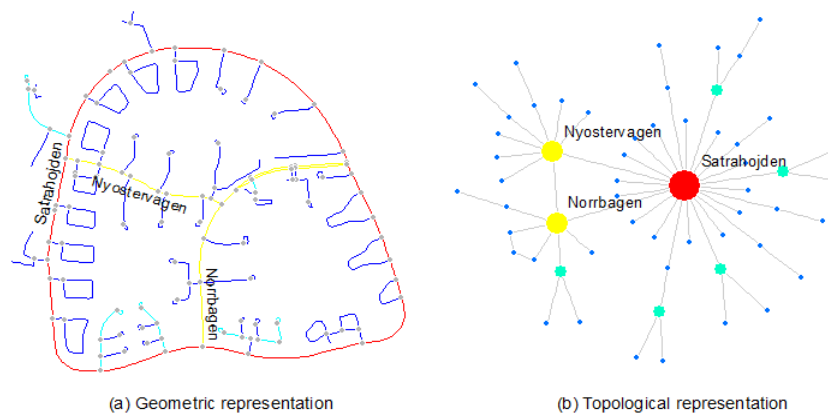 Satrahojden
Nyostervagen
Norrbagen
(a) Geometric representation
Nyostervagen
Satrahojden
Norrbagen
(b) Topological representation